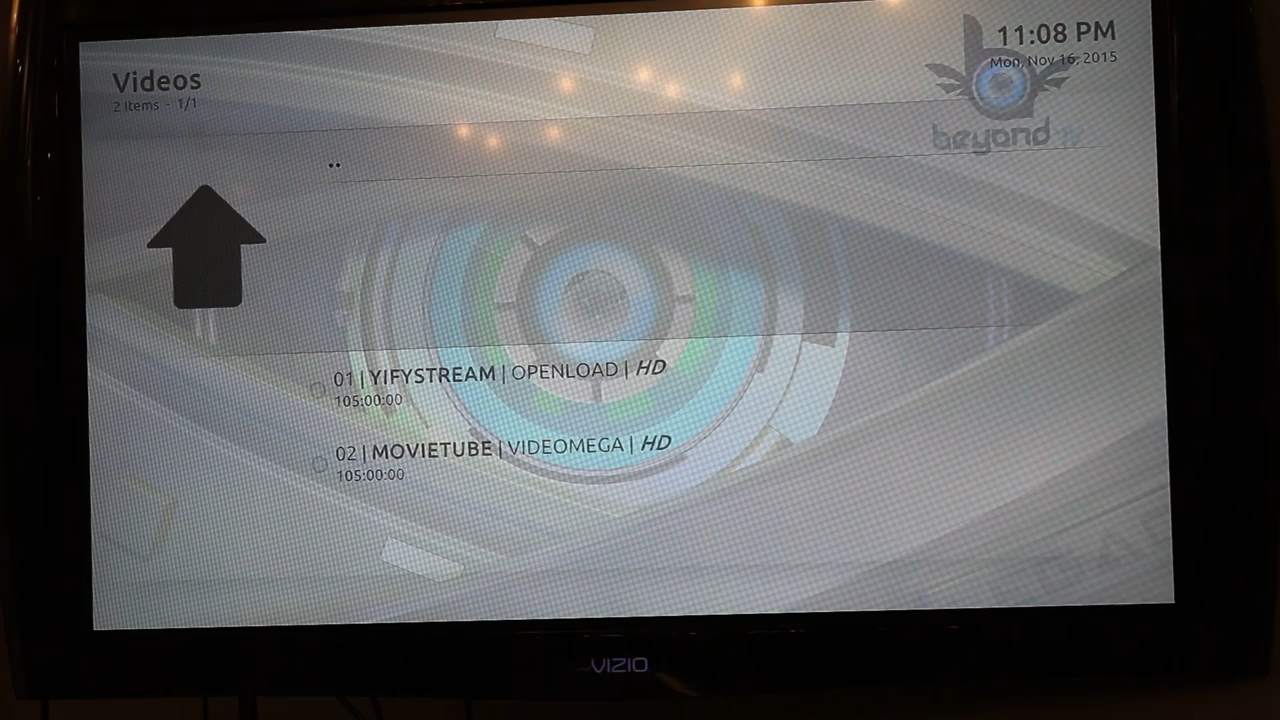 Videos
2 Items - 1/1
11:08 PM
Mon, Nov 16, 2015
beyond tv
..
01 | YIFYSTREAM | OPENLOAD | HD
105:00:00
02 | MOVIETUBE | VIDEOMEGA | HD
105:00:00
VIZIO